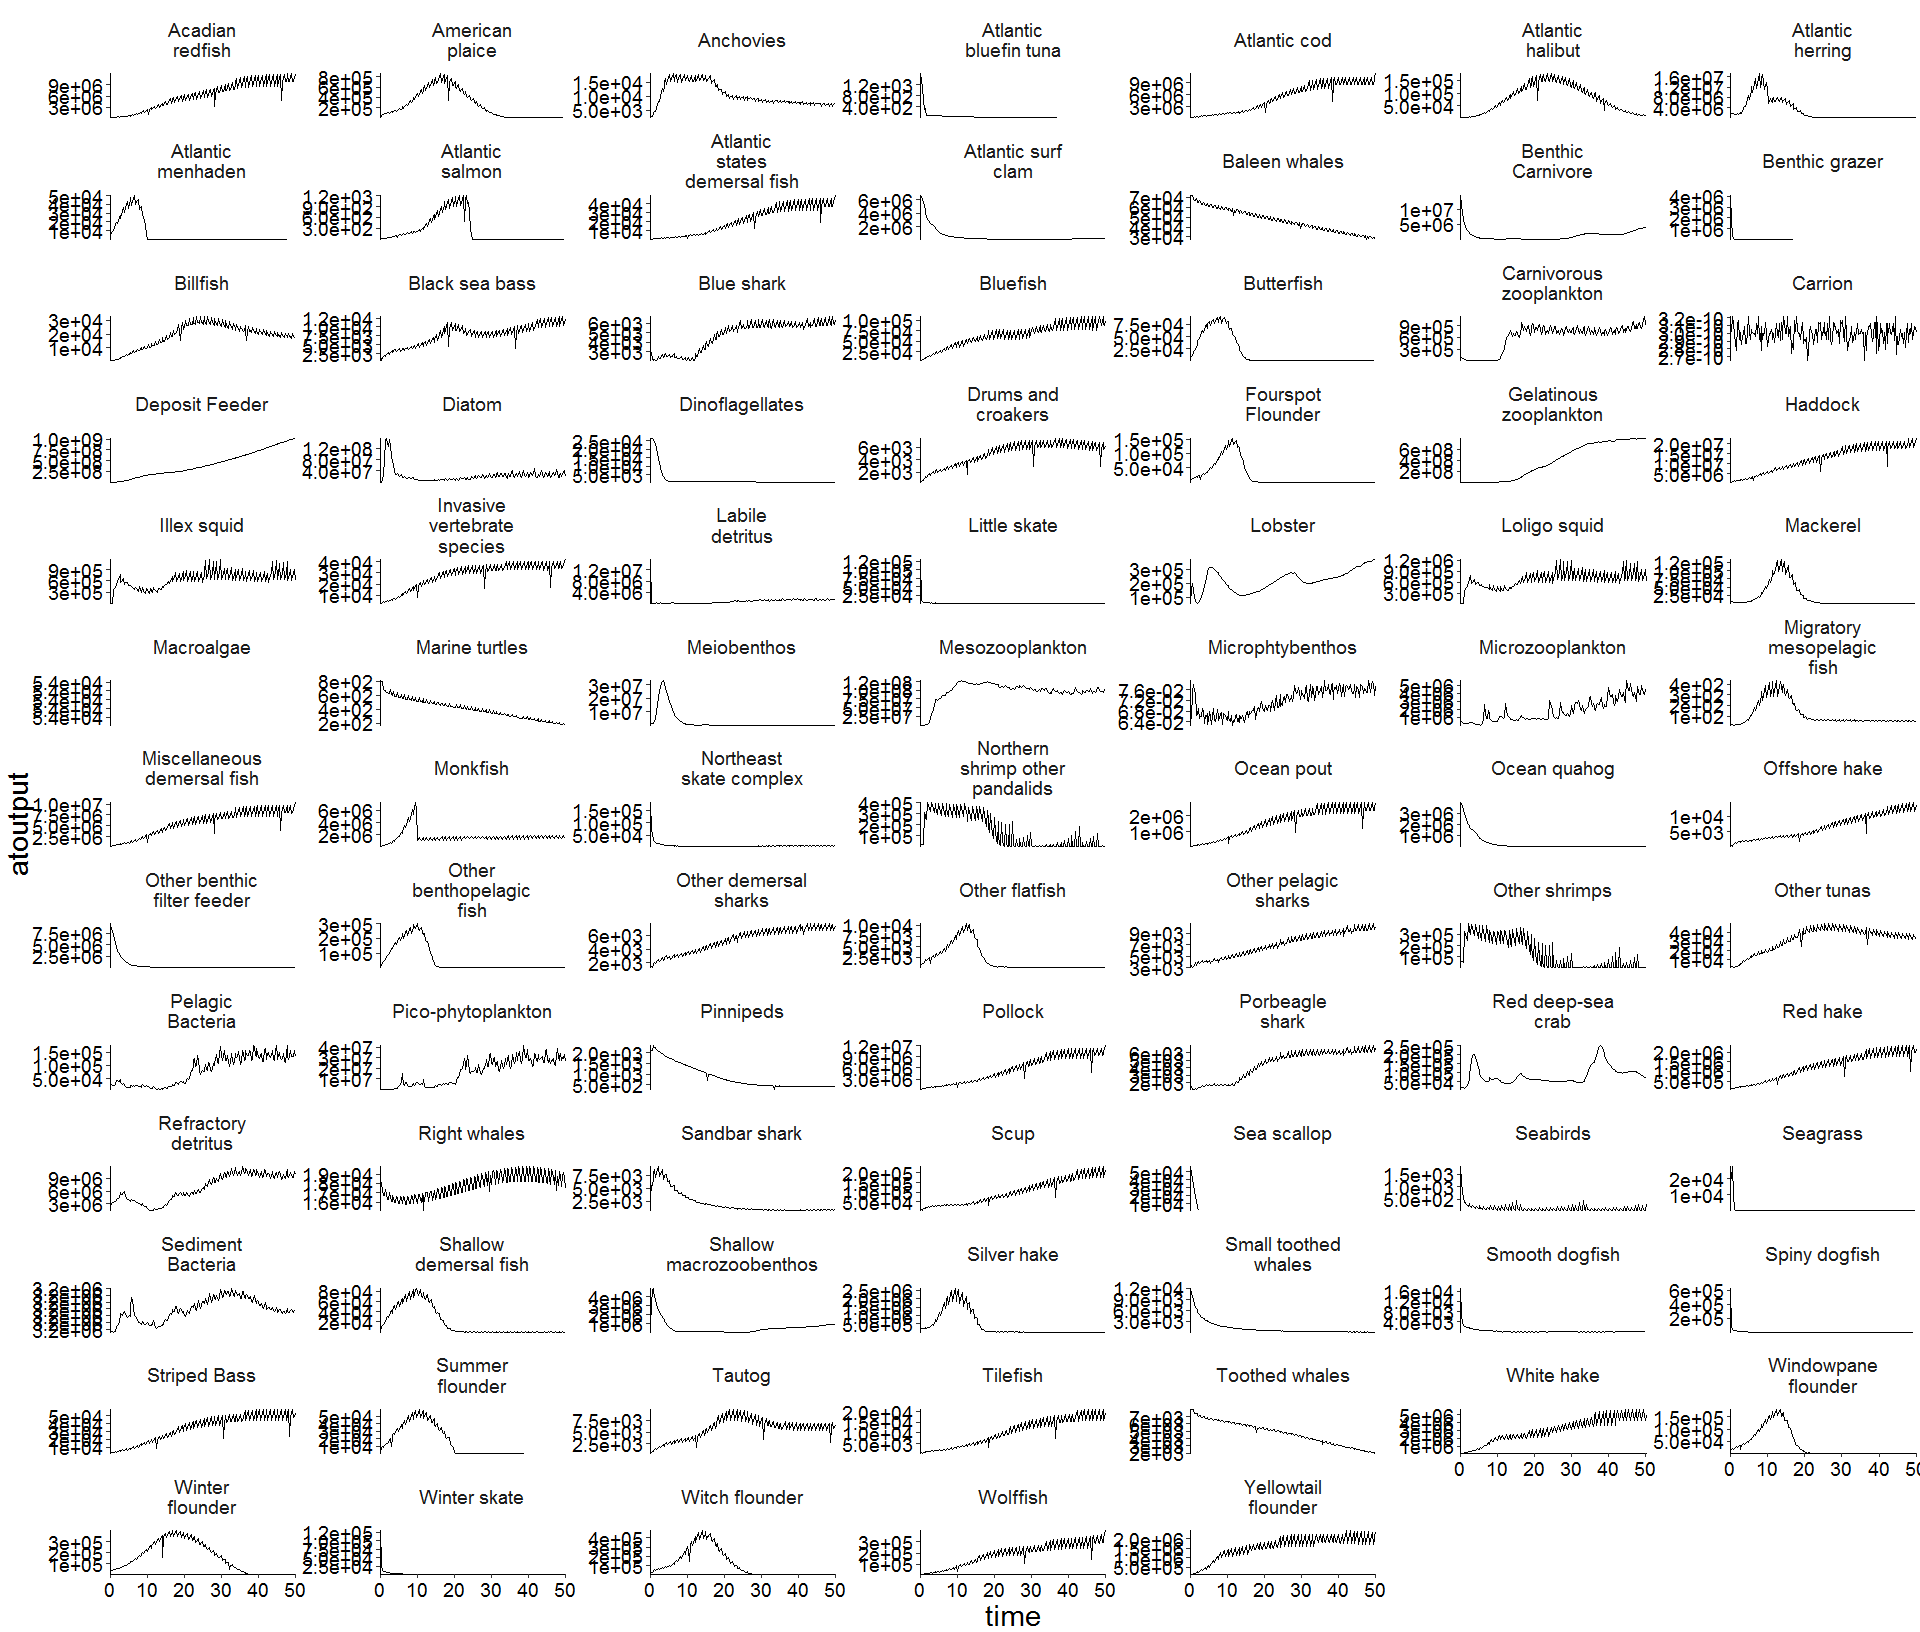 Acadian
redfish
9e+06
6e+06
3e+06
American
plaice
8e+05
6e+05
4e+05
2e+05
Anchovies
1.5e+04
1.0e+04
5.0e+03
Atlantic
bluefin tuna
1.2e+03
8.0e+02
4.0e+02
Atlantic cod
9e+06
6e+06
3e+06
Atlantic
halibut
1.5e+05
1.0e+05
5.0e+04
Atlantic
herring
1.6e+07
1.2e+07
8.0e+06
4.0e+06
Atlantic
menhaden
5e+04
4e+04
3e+04
2e+04
1e+04
Atlantic
salmon
1.2e+03
9.0e+02
6.0e+02
3.0e+02
Atlantic
states
demersal fish
4e+04
3e+04
2e+04
1e+04
Atlantic surf
clam
6e+06
4e+06
2e+06
Baleen whales
7e+04
6e+04
5e+04
4e+04
3e+04
Benthic
Carnivore
1e+07
5e+06
Benthic grazer
4e+06
3e+06
2e+06
1e+06
Billfish
3e+04
2e+04
1e+04
Black sea bass
1.2e+04
1.0e+04
7.5e+03
5.0e+03
2.5e+03
Blue shark
6e+03
5e+03
4e+03
3e+03
Bluefish
1.0e+05
7.5e+04
5.0e+04
2.5e+04
Butterfish
7.5e+04
5.0e+04
2.5e+04
Carnivorous
zooplankton
9e+05
6e+05
3e+05
Carrion
3.2e-10
2.7e-10
Deposit Feeder
1.0e+09
7.5e+08
5.0e+08
2.5e+08
Diatom
1.2e+08
8.0e+07
4.0e+07
Dinoflagellates
2.5e+04
2.0e+04
1.5e+04
1.0e+04
5.0e+03
Drums and
croakers
6e+03
4e+03
2e+03
Fourspot
Flounder
1.5e+05
1.0e+05
5.0e+04
Gelatinous
zooplankton
6e+08
4e+08
2e+08
Haddock
2.0e+07
1.5e+07
1.0e+07
5.0e+06
Illex squid
9e+05
6e+05
3e+05
Invasive
vertebrate
species
4e+04
3e+04
2e+04
1e+04
Labile
detritus
1.2e+07
8.0e+06
4.0e+06
Little skate
1.2e+05
1.0e+05
7.5e+04
5.0e+04
2.5e+04
Lobster
3e+05
2e+05
1e+05
Loligo squid
1.2e+06
9.0e+05
6.0e+05
3.0e+05
Mackerel
1.2e+05
1.0e+05
7.5e+04
5.0e+04
2.5e+04
Macroalgae
5.4e+04
5.4e+04
5.4e+04
5.4e+04
Marine turtles
8e+02
6e+02
4e+02
2e+02
Meiobenthos
3e+07
2e+07
1e+07
Mesozooplankton
1.2e+08
1.0e+08
7.5e+07
5.0e+07
2.5e+07
Microphtybenthos
7.6e-02
7.2e-02
6.8e-02
6.4e-02
Microzooplankton
5e+06
4e+06
3e+06
2e+06
1e+06
Migratory
mesopelagic
fish
4e+02
3e+02
2e+02
1e+02
Miscellaneous
demersal fish
1.0e+07
7.5e+06
5.0e+06
2.5e+06
Monkfish
6e+06
4e+06
2e+06
Northeast
skate complex
1.5e+05
1.0e+05
5.0e+04
Northern
shrimp other
pandalids
4e+05
3e+05
2e+05
1e+05
Ocean pout
2e+06
1e+06
Ocean quahog
3e+06
2e+06
1e+06
Offshore hake
1e+04
5e+03
Other benthic
filter feeder
7.5e+06
5.0e+06
2.5e+06
Other
benthopelagic
fish
3e+05
2e+05
1e+05
Other demersal
sharks
6e+03
4e+03
2e+03
Other flatfish
1.0e+04
7.5e+03
5.0e+03
2.5e+03
Other pelagic
sharks
9e+03
7e+03
5e+03
3e+03
Other shrimps
3e+05
2e+05
1e+05
Other tunas
4e+04
3e+04
2e+04
1e+04
Pelagic
Bacteria
1.5e+05
1.0e+05
5.0e+04
Pico-phytoplankton
4e+07
3e+07
2e+07
1e+07
Pinnipeds
2.0e+03
1.5e+03
1.0e+03
5.0e+02
Pollock
1.2e+07
9.0e+06
6.0e+06
3.0e+06
Porbeagle
shark
6e+03
5e+03
4e+03
3e+03
2e+03
Red deep-sea
crab
2.5e+05
2.0e+05
1.5e+05
1.0e+05
5.0e+04
Red hake
2.0e+06
1.5e+06
1.0e+06
5.0e+05
Refractory
detritus
9e+06
6e+06
3e+06
Right whales
1.9e+04
1.8e+04
1.7e+04
1.6e+04
Sandbar shark
7.5e+03
5.0e+03
2.5e+03
Scup
2.0e+05
1.5e+05
1.0e+05
5.0e+04
Sea scallop
5e+04
4e+04
3e+04
2e+04
1e+04
Seabirds
1.5e+03
1.0e+03
5.0e+02
Seagrass
2e+04
1e+04
Sediment
Bacteria
3.2e+06
3.2e+06
3.2e+06
3.2e+06
Shallow
demersal fish
8e+04
6e+04
4e+04
2e+04
Shallow
macrozoobenthos
4e+06
3e+06
2e+06
1e+06
Silver hake
2.5e+06
2.0e+06
1.5e+06
1.0e+06
5.0e+05
Small toothed
whales
1.2e+04
9.0e+03
6.0e+03
3.0e+03
Smooth dogfish
1.6e+04
1.2e+04
8.0e+03
4.0e+03
Spiny dogfish
6e+05
4e+05
2e+05
Striped Bass
5e+04
4e+04
3e+04
2e+04
1e+04
Summer
flounder
5e+04
4e+04
3e+04
2e+04
1e+04
Tautog
7.5e+03
5.0e+03
2.5e+03
Tilefish
2.0e+04
1.5e+04
1.0e+04
5.0e+03
Toothed whales
7e+03
6e+03
5e+03
4e+03
3e+03
2e+03
White hake
5e+06
4e+06
3e+06
2e+06
1e+06
0 10 20 30 40 50
Windowpane
flounder
1.5e+05
1.0e+05
5.0e+04
0 10 20 30 40
Winter
flounder
3e+05
2e+05
1e+05
0 10 20 30 40 50
Winter skate
1.2e+05
1.0e+05
7.5e+04
5.0e+04
2.5e+04
0 10 20 30 40 50
Witch flounder
4e+05
3e+05
2e+05
1e+05
0 10 20 30 40 50
Wolffish
3e+05
2e+05
1e+05
0 10 20 30 40 50
Yellowtail
flounder
2.0e+06
1.5e+06
1.0e+06
5.0e+05
0 10 20 30 40 50
time
atoutput